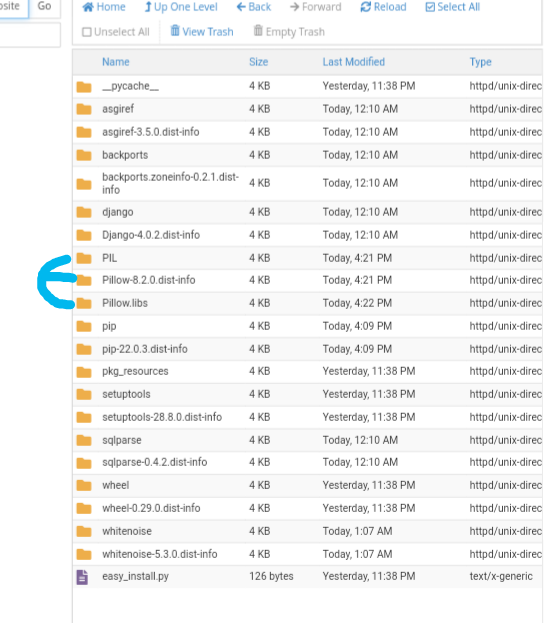 osite Go Home Up One Level Back Forward Reload Select All
Unselect All View Trash Empty Trash
Name Size Last Modified Type
__pycache__ 4 KB Yesterday, 11:38 PM httpd/unix-direc
asgiref 4 KB Today, 12:10 AM httpd/unix-direc
asgiref-3.5.0.dist-info 4 KB Today, 12:10 AM httpd/unix-direc
backports 4 KB Today, 12:10 AM httpd/unix-direc
backports.zoneinfo-0.2.1.dist-
info 4 KB Today, 12:10 AM httpd/unix-direc
django 4 KB Today, 12:10 AM httpd/unix-direc
Django-4.0.2.dist-info 4 KB Today, 12:10 AM httpd/unix-direc
PIL 4 KB Today, 4:21 PM httpd/unix-direc
Pillow-8.2.0.dist-info 4 KB Today, 4:21 PM httpd/unix-direc
Pillow.libs 4 KB Today, 4:22 PM httpd/unix-direc
pip 4 KB Today, 4:09 PM httpd/unix-direc
pip-22.0.3.dist-info 4 KB Today, 4:09 PM httpd/unix-direc
pkg_resources 4 KB Yesterday, 11:38 PM httpd/unix-direc
setuptools 4 KB Yesterday, 11:38 PM httpd/unix-direc
setuptools-28.8.0.dist-info 4 KB Yesterday, 11:38 PM httpd/unix-direc
sqlparse 4 KB Today, 12:10 AM httpd/unix-direc
sqlparse-0.4.2.dist-info 4 KB Today, 12:10 AM httpd/unix-direc
wheel 4 KB Yesterday, 11:38 PM httpd/unix-direc
wheel-0.29.0.dist-info 4 KB Yesterday, 11:38 PM httpd/unix-direc
whitenoise 4 KB Today, 1:07 AM httpd/unix-direc
whitenoise-5.3.0.dist-info 4 KB Today, 1:07 AM httpd/unix-direc
easy_install.py 126 bytes Yesterday, 11:38 PM text/x-generic